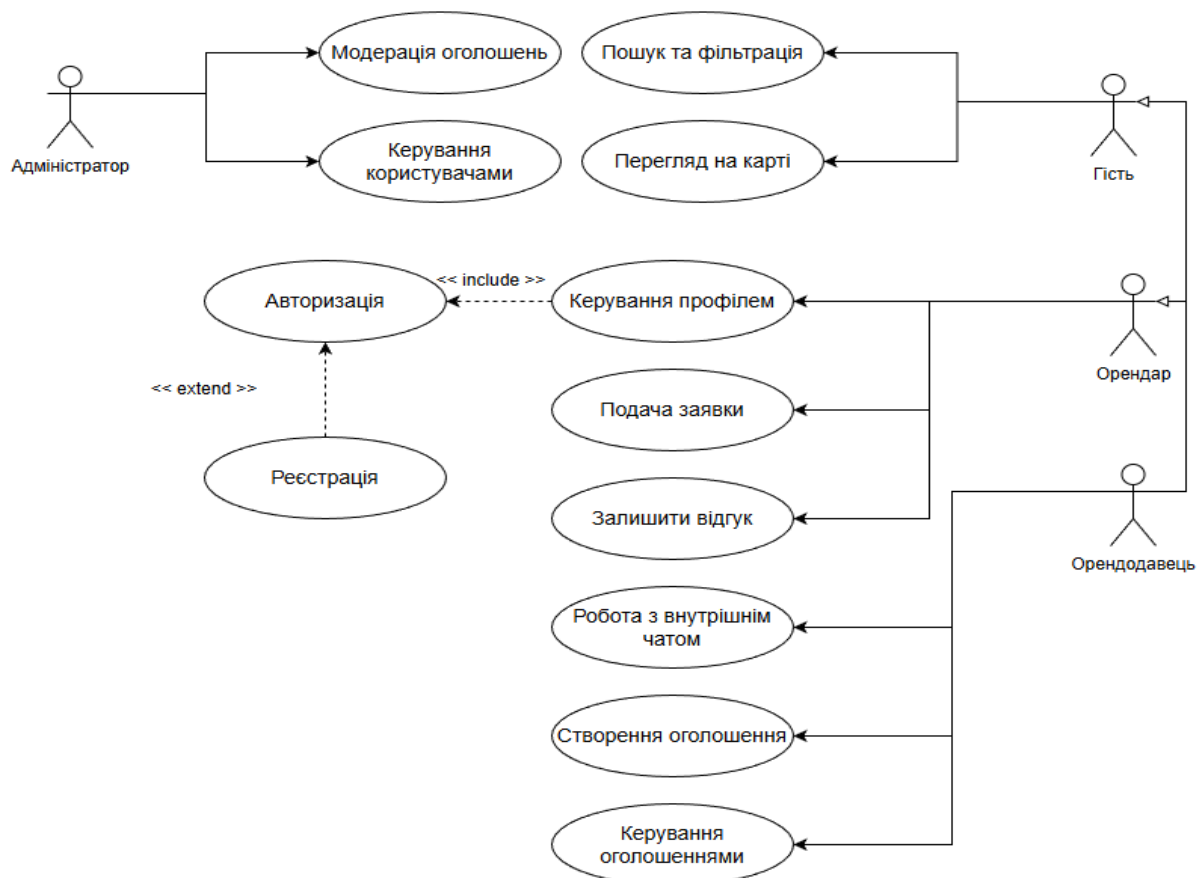 Модерація оголошень
Пошук та фільтрація
Адміністратор
Керування
користувачами
Перегляд на карті
Гість
<< include >>
Авторизація
Керування профілем
Орендар
<< extend >>
Подача заявки
Реєстрація
Залишити відгук
Орендодавець
Робота з внутрішнім
чатом
Створення оголошення
Керування
оголошеннями